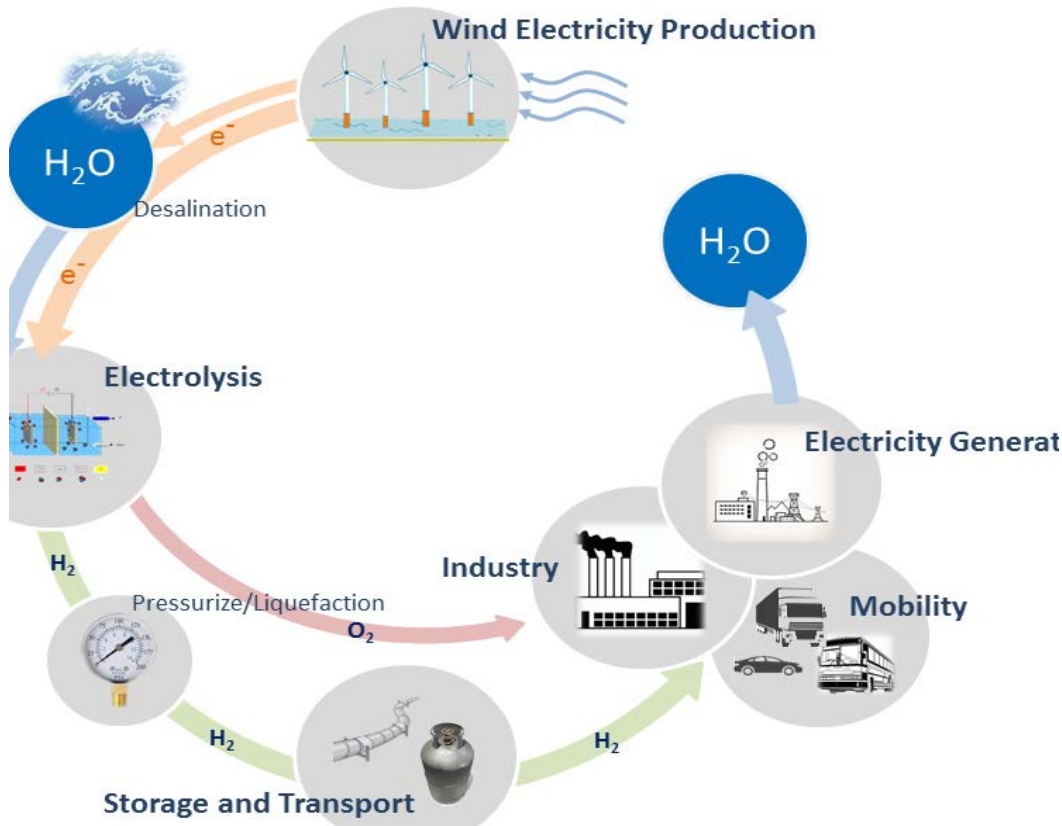 Wind Electricity Production
e-
H2O
Desalination
H2O
e-
Electrolysis
Electricity Generat
H2
Industry
Pressurize/Liquefaction
O2
Mobility
H2
H2
Storage and Transport